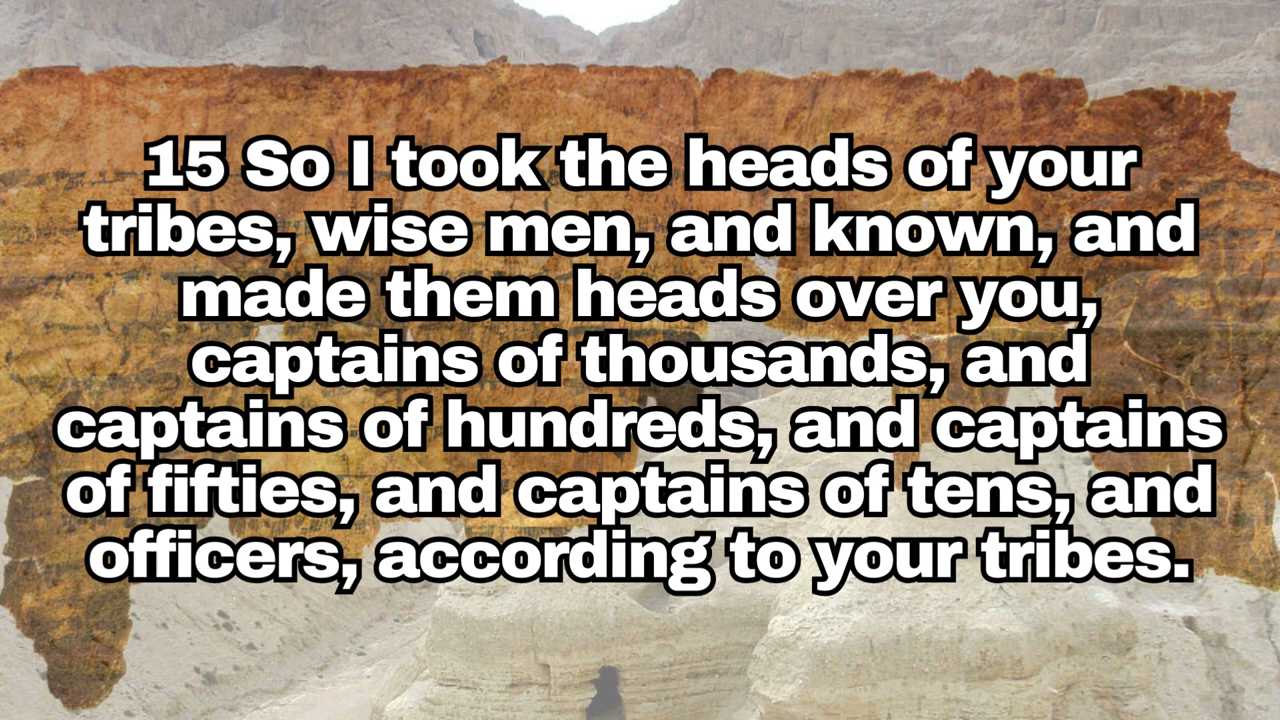 15 So I took the heads of your
tribes, wise men, and known, and
made them heads over you,
captains of thousands, and
captains of hundreds, and captains
of fifties, and captains of tens, and
officers, according to your tribes.